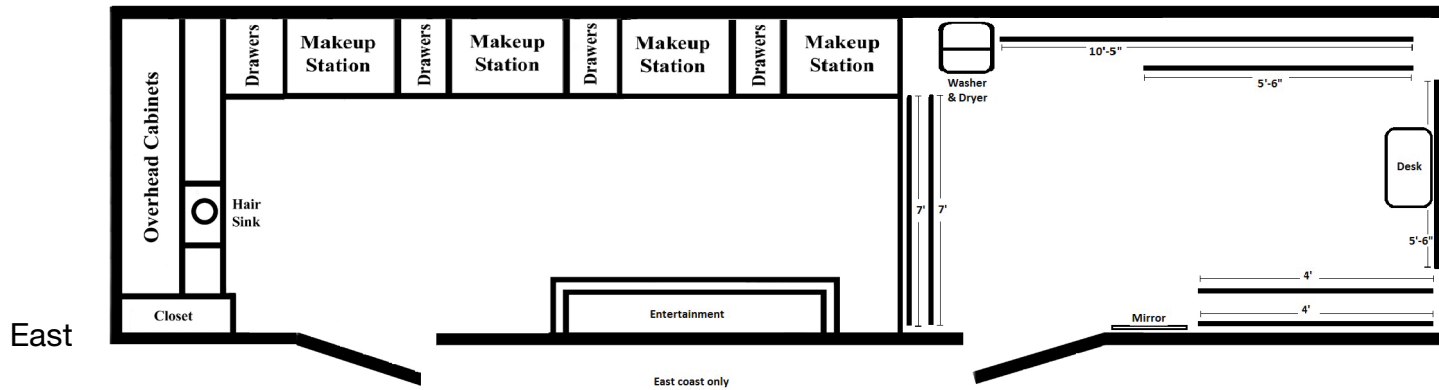 Drawers
Makeup
Station
Drawers
Makeup
Station
Drawers
Makeup
Station
Drawers
Makeup
Station
Overhead Cabinets
Hair
Sink
Closet
Entertainment
Washer
& Dryer
10'-5"
5'-6"
7'
7'
Desk
5'-6"
4'
4'
Mirror
East
East coast only